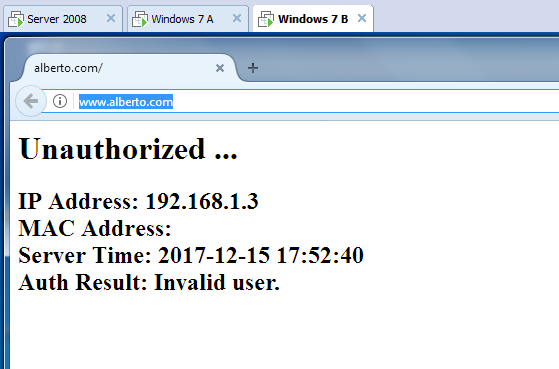 Server 2008 Windows 7 A Windows 7 B
alberto.com/
www.alberto.com
Unauthorized ...
IP Address: 192.168.1.3
MAC Address:
Server Time: 2017-12-15 17:52:40
Auth Result: Invalid user.